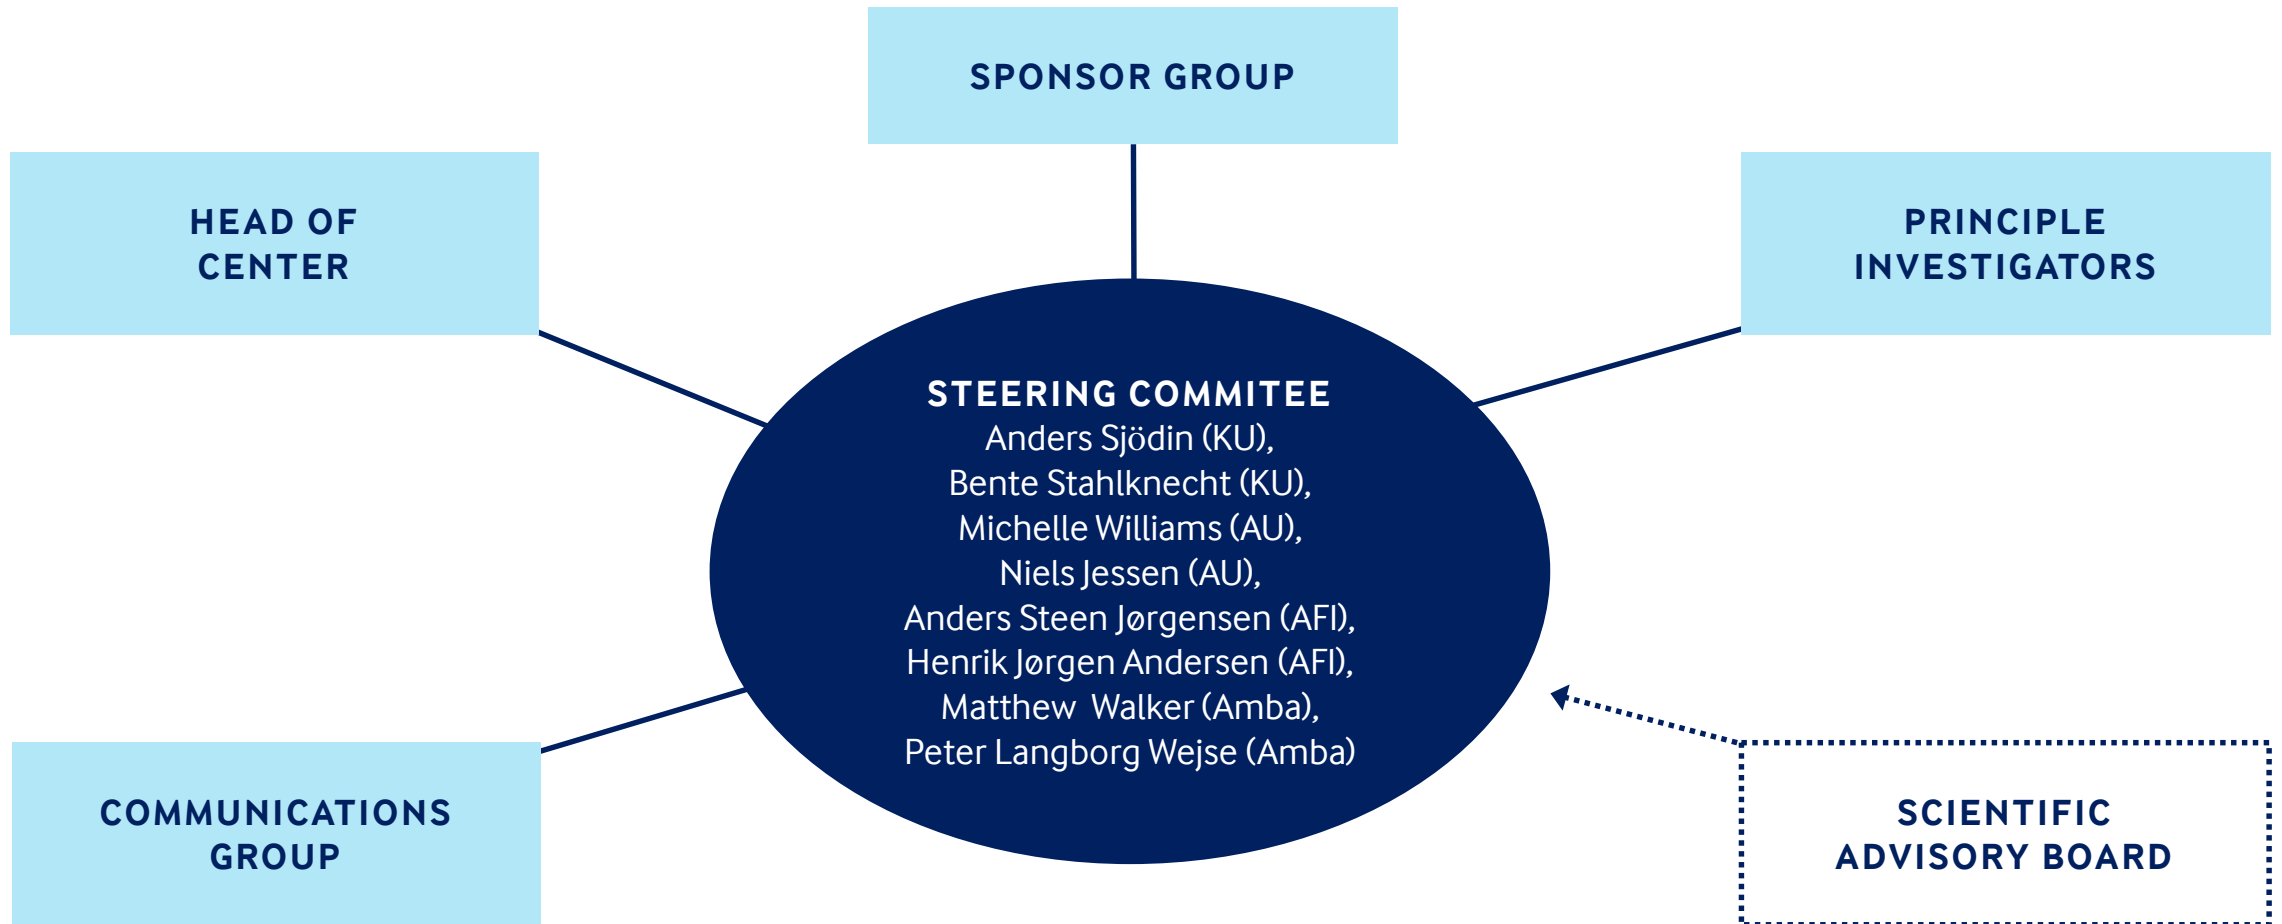 SPONSOR GROUP
HEAD OF
CENTER
PRINCIPLE
INVESTIGATORS
STEERING COMMITEE
Anders Sjödin (KU),
Bente Stahlknecht (KU),
Michelle Williams (AU),
Niels Jessen (AU),
Anders Steen Jørgensen (AFI),
Henrik Jørgen Andersen (AFI),
Matthew  Walker (Amba),
Peter Langborg Wejse (Amba)
COMMUNICATIONS
GROUP
SCIENTIFIC
ADVISORY BOARD